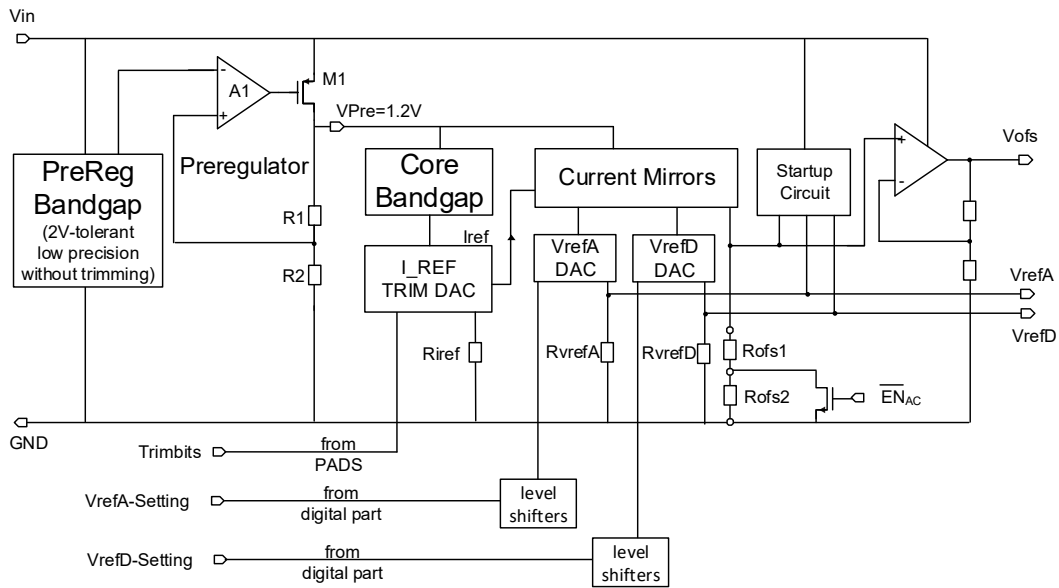 Vin
A1
-
+
M1
VPre=1.2V
Preregulator
PreReg
Bandgap
(2V-tolerant
low precision
without trimming)
R1
R2
Core
Bandgap
Iref
I_REF
TRIM DAC
Riref
Current Mirrors
VrefA
DAC
VrefD
DAC
RvrefA
RvrefD
Rofs1
Rofs2
Startup
Circuit
+
-
Vofs
VrefA
VrefD
ENAC
GND
Trimbits
from
PADS
VrefA-Setting
from
digital part
level
shifters
VrefD-Setting
from
digital part
level
shifters